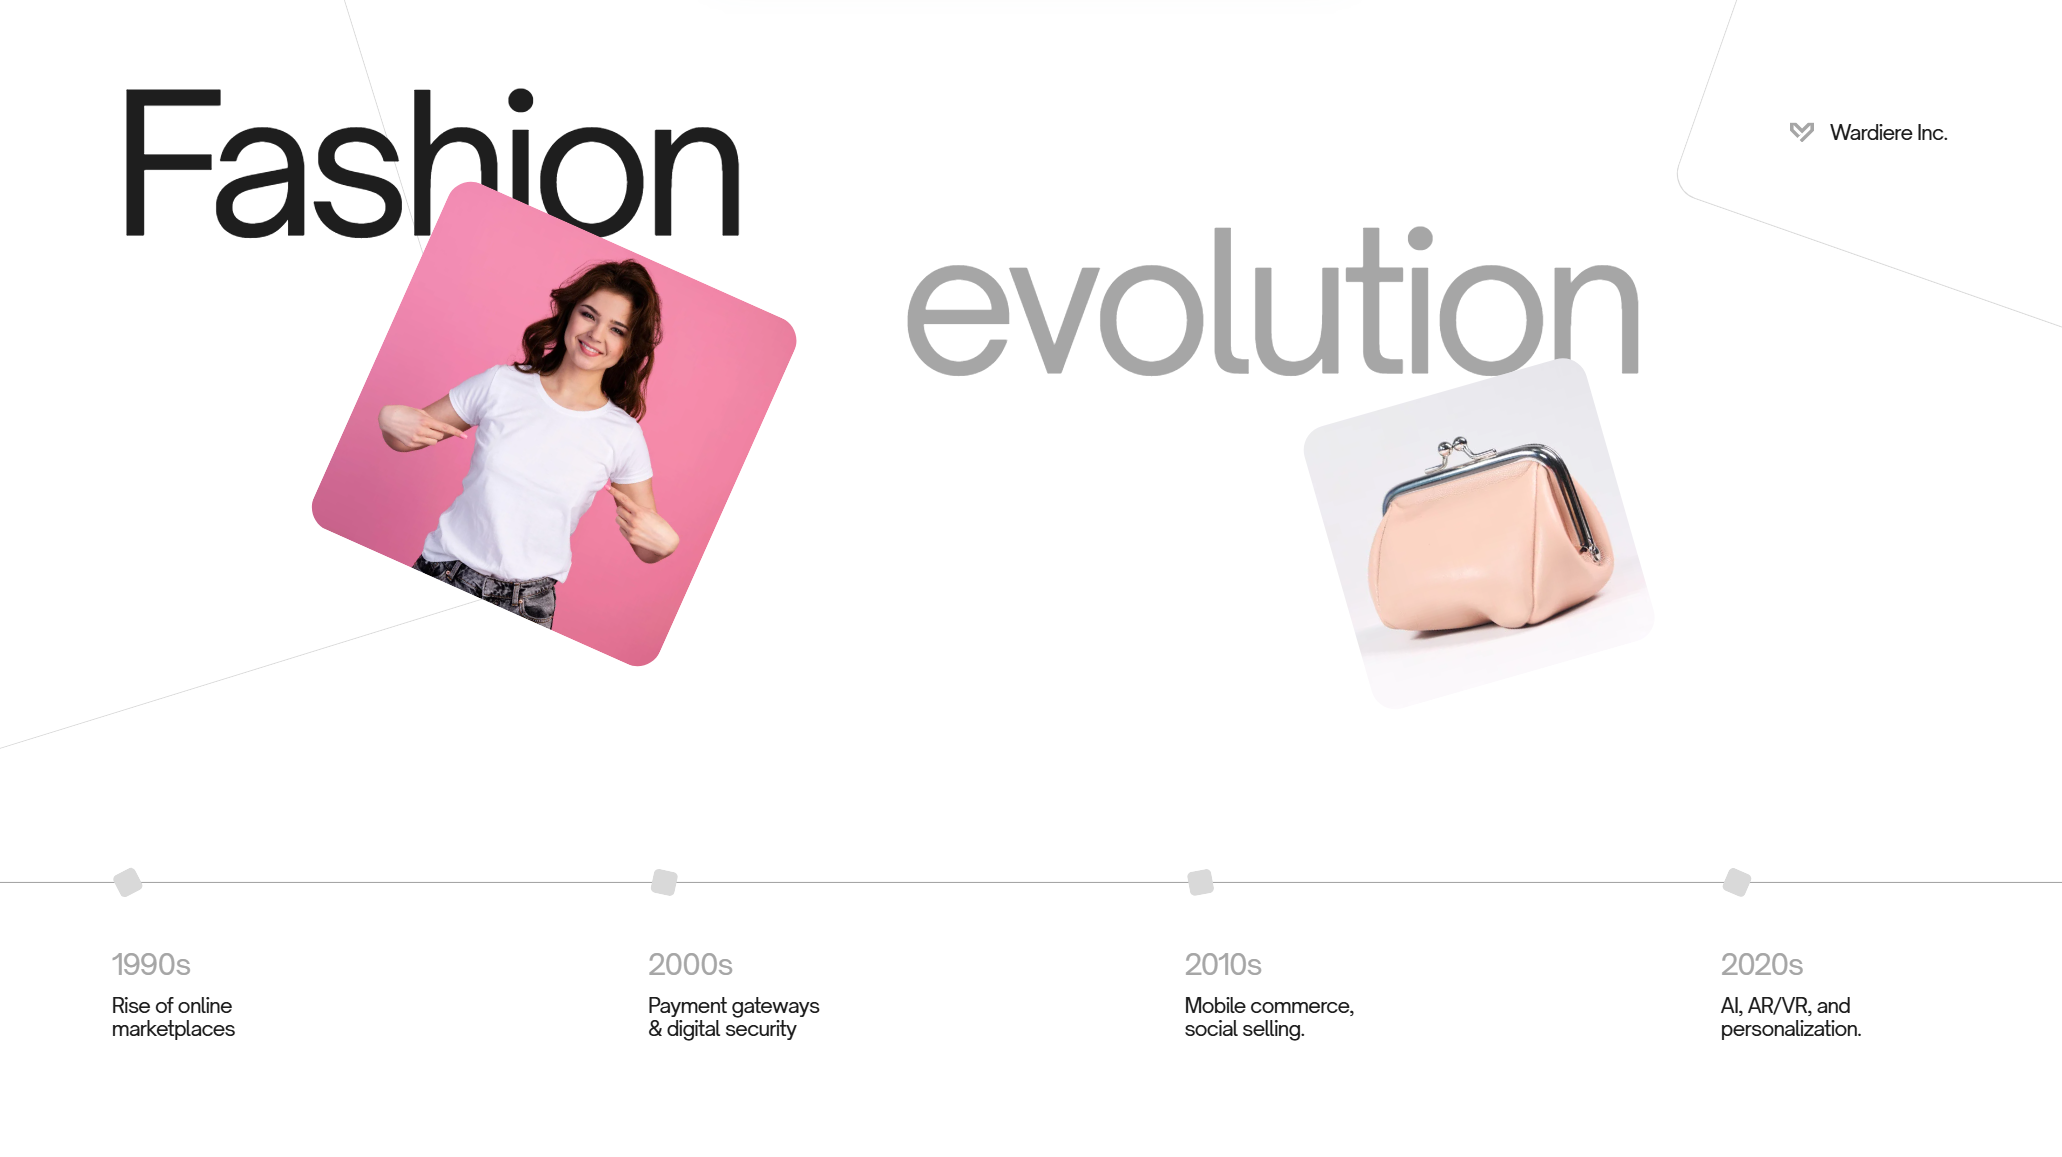 Fashion
Wardiere Inc.
evolution
1990s
Rise of online
marketplaces
2000s
Payment gateways
& digital security
2010s
Mobile commerce,
social selling.
2020s
AI, AR/VR, and
personalization.